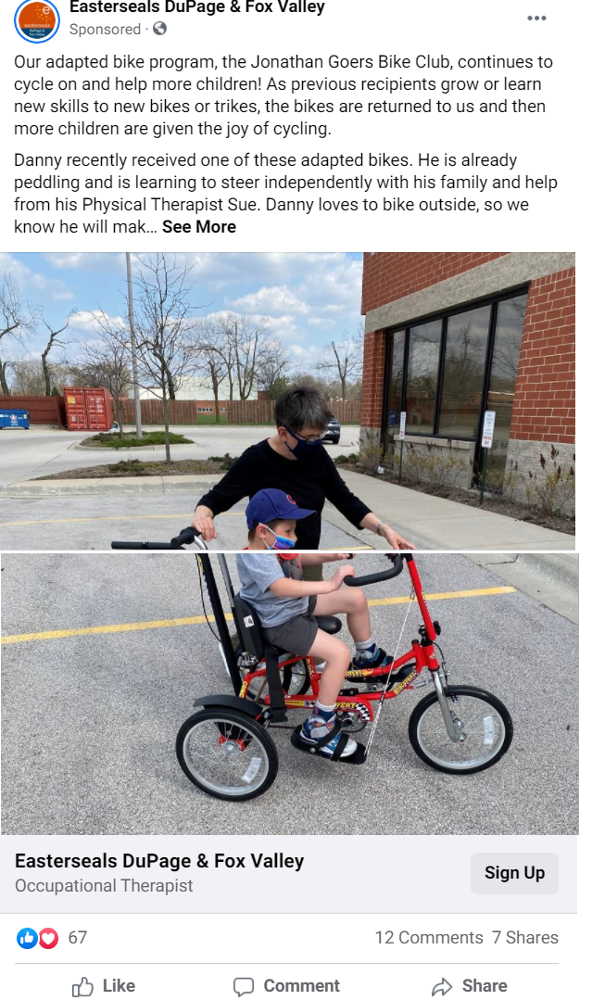 Easterseals DuPage & Fox Valley
Sponsored ·
Our adapted bike program, the Jonathan Goers Bike Club, continues to
cycle on and help more children! As previous recipients grow or learn
new skills to new bikes or trikes, the bikes are returned to us and then
more children are given the joy of cycling.
Danny recently received one of these adapted bikes. He is already
peddling and is learning to steer independently with his family and help
from his Physical Therapist Sue. Danny loves to bike outside, so we
know he will mak... See More
Easterseals DuPage & Fox Valley
Occupational Therapist
Sign Up
67
12 Comments 7 Shares
Like
Comment
Share